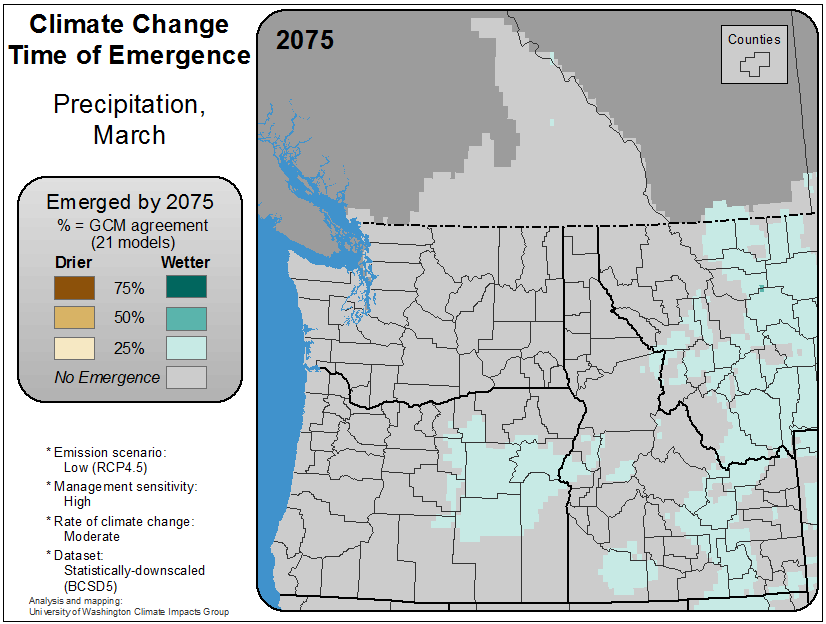 Climate Change
Time of Emergence
Precipitation,
March
Emerged by 2075
% = GCM agreement
(21 models)
Drier Wetter
75%
50%
25%
No Emergence
* Emission scenario:
Low (RCP4.5)
* Management sensitivity:
High
* Rate of climate change:
Moderate
* Dataset:
Statistically-downscaled
(BCSD5)
Analysis and mapping:
University of Washington Climate Impacts Group
2075
Counties